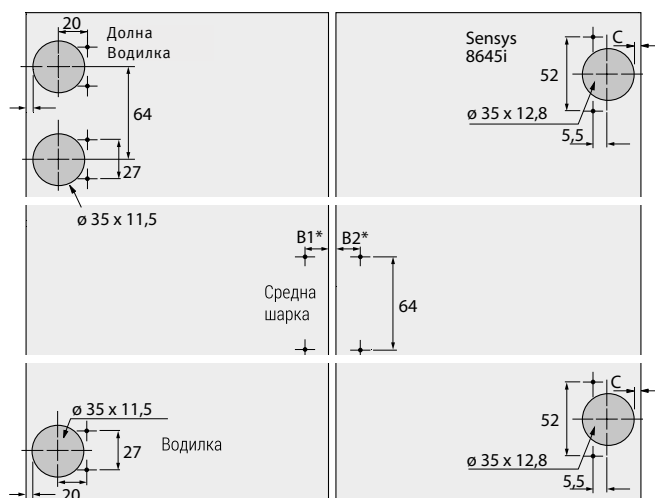 20
Долна
Водилка
64
27
ø 35 x 11,5
Sensys
8645i
C
52
ø 35 x 12,8
5,5
B1*
B2*
Средна
шарка
64
ø 35 x 11,5
27
Водилка
20
C
52
ø 35 x 12,8
5,5